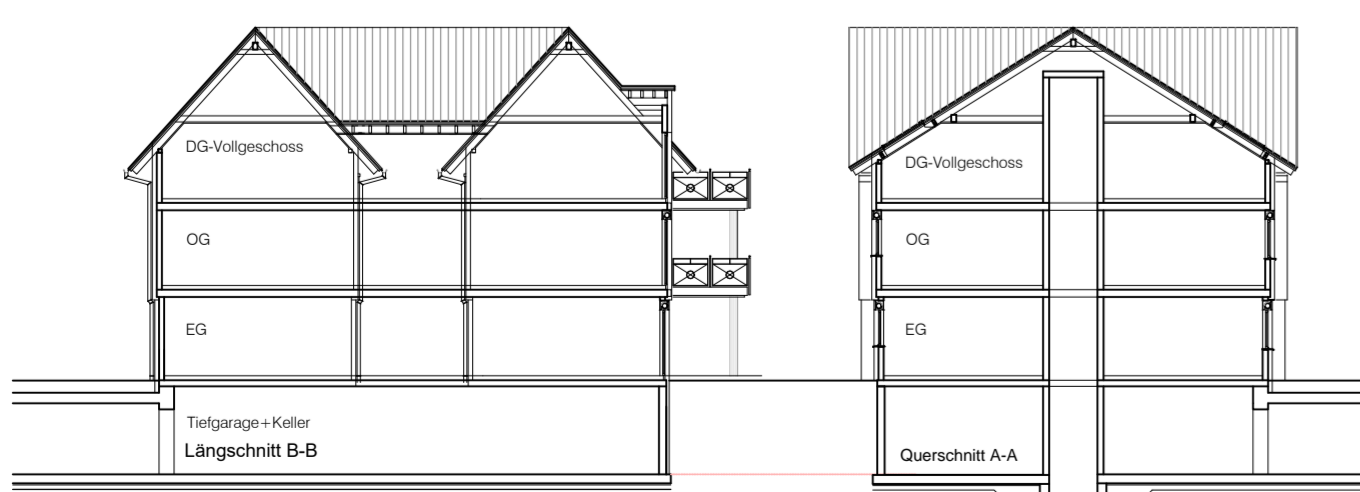 DG-Vollgeschoss
OG
EG
Tiefgarage+Keller
Längschnitt B-B
DG-Vollgeschoss
OG
EG
Querschnitt A-A